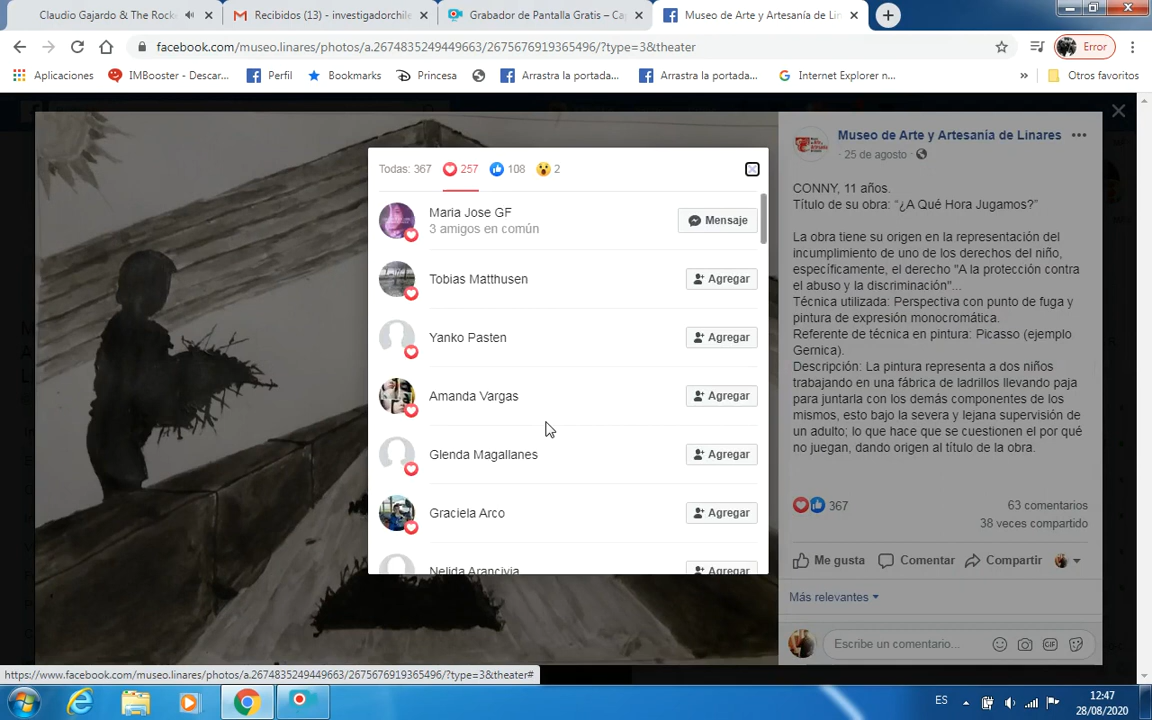 Claudio Gajardo & The Rocke
Recibidos (13) - investigadorchile
Grabador de Pantalla Gratis – Ca
Museo de Arte y Artesanía de Lin
facebook.com/museo.linares/photos/a.2674835249449663/2675676919365496/?type=3&theater
Error
Aplicaciones
IMBooster - Descar...
Perfil
Bookmarks
Princesa
Arrastra la portada...
Arrastra la portada...
Internet Explorer n...
»
Otros favoritos
Todas: 367
257
108
2
Maria Jose GF
3 amigos en común
Mensaje
Tobias Matthusen
Agregar
Yanko Pasten
Agregar
Amanda Vargas
Agregar
Glenda Magallanes
Agregar
Graciela Arco
Agregar
Nelida Arancivia
Agregar
Museo de Arte y Artesanía de Linares
25 de agosto ·
CONNY, 11 años.
Título de su obra: “¿A Qué Hora Jugamos?”
La obra tiene su origen en la representación del
incumplimiento de uno de los derechos del niño,
específicamente, el derecho "A la protección contra
el abuso y la discriminación"...
Técnica utilizada: Perspectiva con punto de fuga y
pintura de expresión monocromática.
Referente de técnica en pintura: Picasso (ejemplo
Gernica).
Descripción: La pintura representa a dos niños
trabajando en una fábrica de ladrillos llevando paja
para juntarla con los demás componentes de los
mismos, esto bajo la severa y lejana supervisión de
un adulto; lo que hace que se cuestionen el por qué
no juegan, dando origen al título de la obra.
367
63 comentarios
38 veces compartido
Me gusta
Comentar
Compartir
Más relevantes
Escribe un comentario...
GIF
https://www.facebook.com/museo.linares/photos/a.2674835249449663/2675676919365496/?type=3&theater#
ES
12:47
28/08/2020